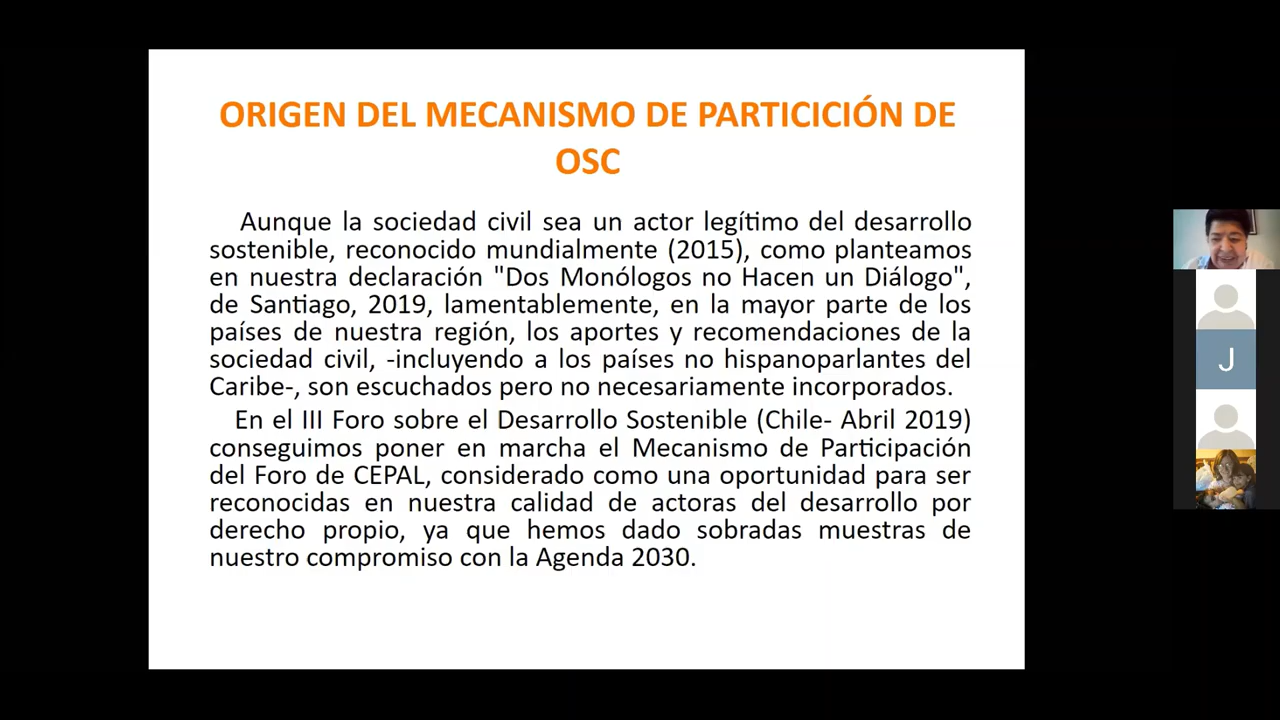 ORIGEN DEL MECANISMO DE PARTICICIÓN DE
OSC
Aunque la sociedad civil sea un actor legítimo del desarrollo
sostenible, reconocido mundialmente (2015), como planteamos
en nuestra declaración "Dos Monólogos no Hacen un Diálogo",
de Santiago, 2019, lamentablemente, en la mayor parte de los
países de nuestra región, los aportes y recomendaciones de la
sociedad civil, -incluyendo a los países no hispanoparlantes del
Caribe-, son escuchados pero no necesariamente incorporados.
En el III Foro sobre el Desarrollo Sostenible (Chile- Abril 2019)
conseguimos poner en marcha el Mecanismo de Participación
del Foro de CEPAL, considerado como una oportunidad para ser
reconocidas en nuestra calidad de actoras del desarrollo por
derecho propio, ya que hemos dado sobradas muestras de
nuestro compromiso con la Agenda 2030.
J